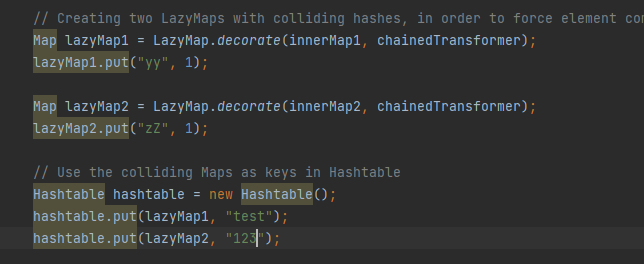 // Creating two LazyMaps with colliding hashes, in order to force element
Map lazyMap1 = LazyMap.decorate(innerMap1, chainedTransformer);
lazyMap1.put("yy", 1);
Map lazyMap2 = LazyMap.decorate(innerMap2, chainedTransformer);
lazyMap2.put("zZ", 1);
// Use the colliding Maps as keys in Hashtable
Hashtable hashtable = new Hashtable();
hashtable.put(lazyMap1, "test");
hashtable.put(lazyMap2, "123");